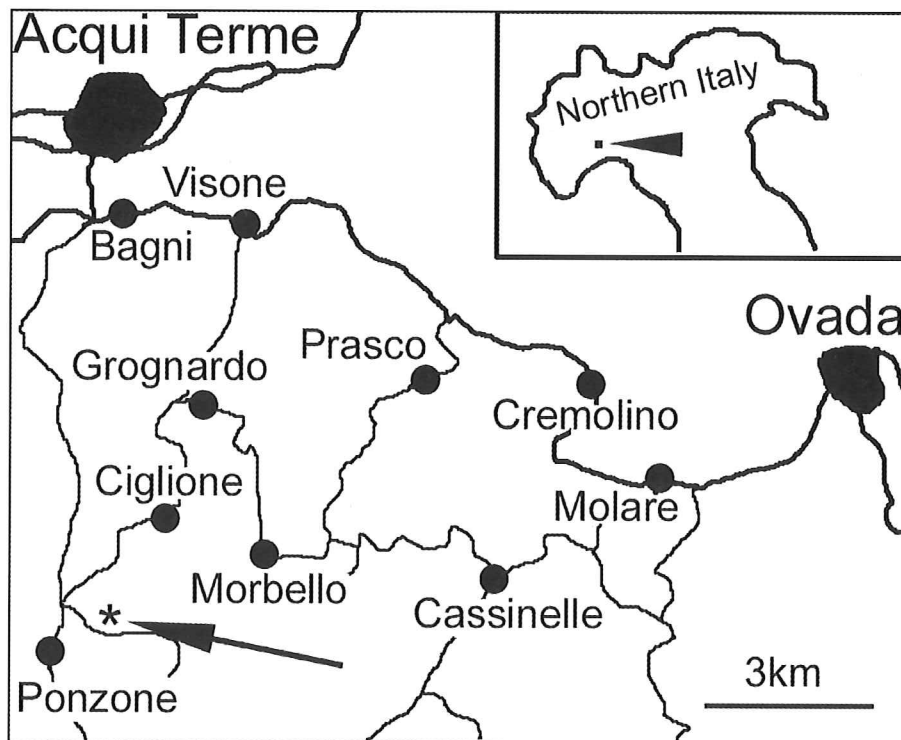 Acqui Terme
Northern Italy
Visone
Bagni
Ovada
Prasco
Grognardo
Cremolino
Ciglione
Molare
Morbello
Cassinelle
*
Ponzone
3km